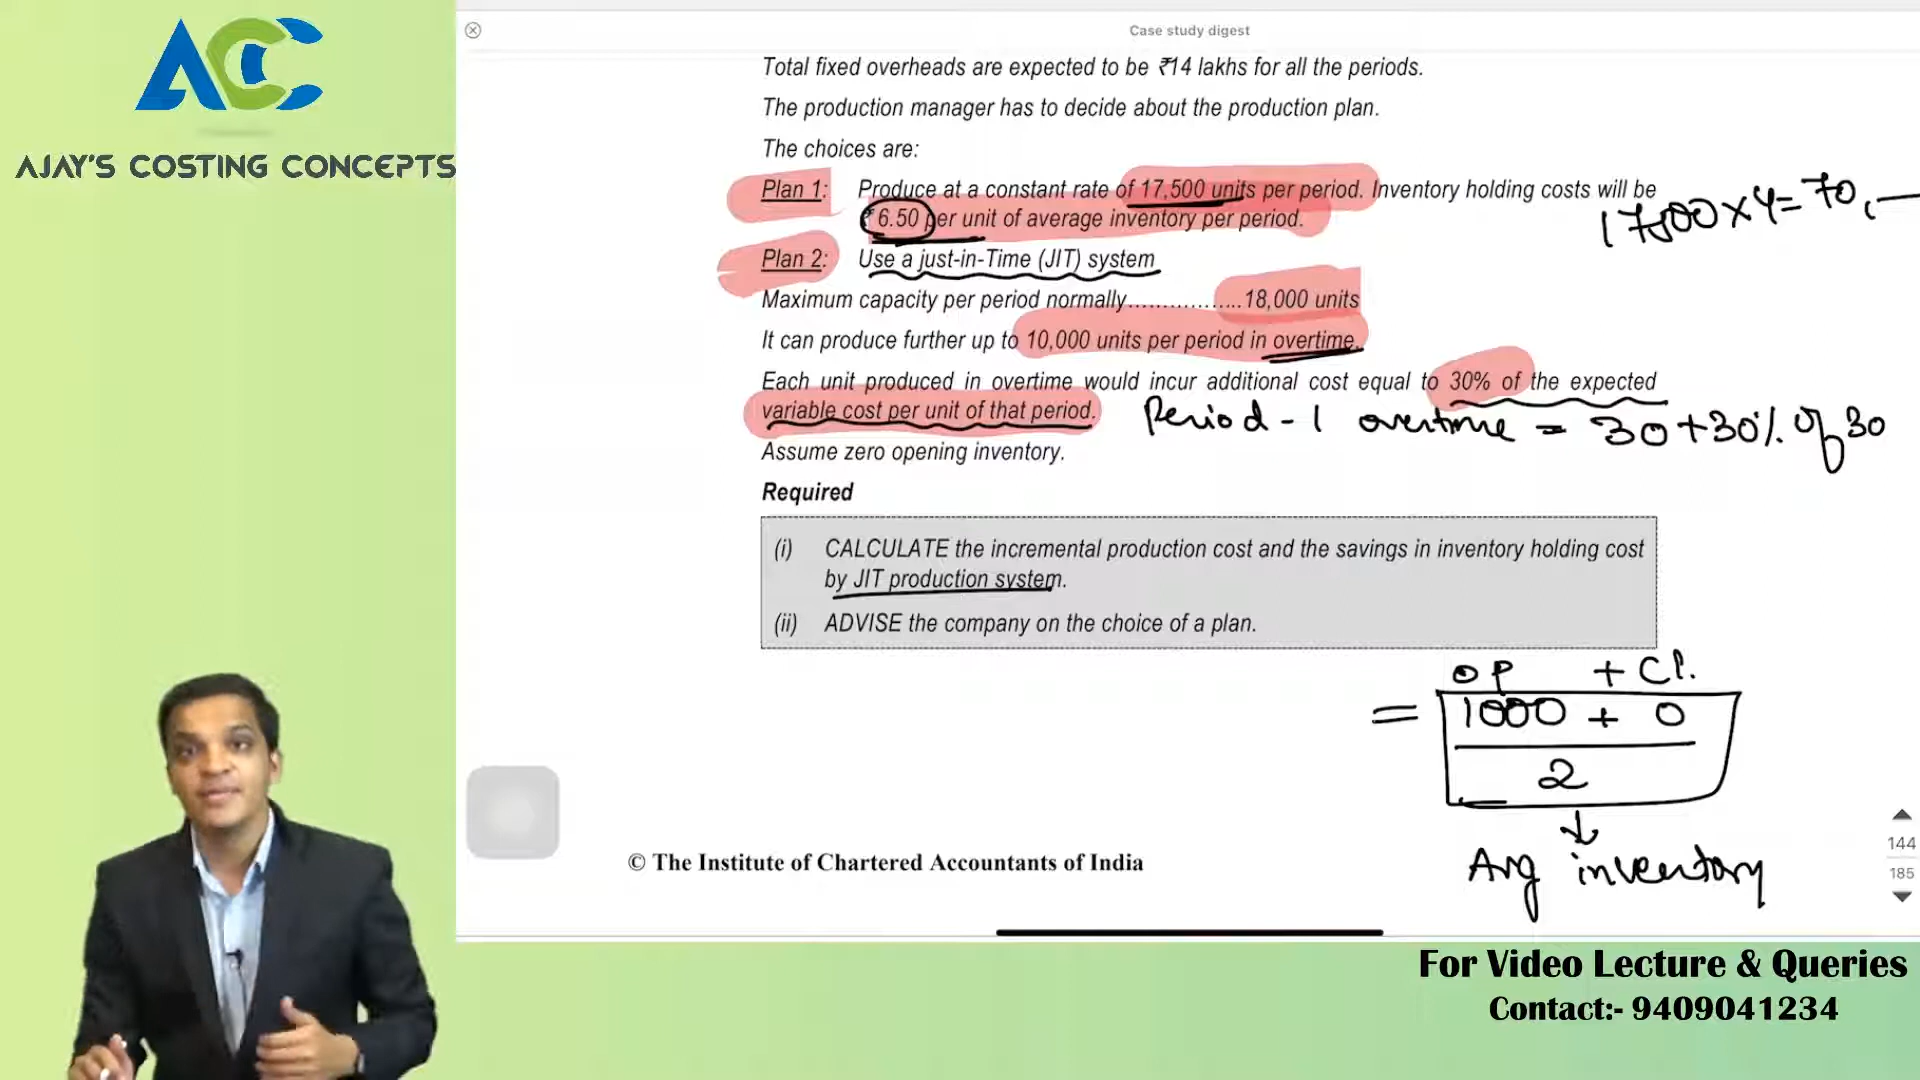 ACC
AJAY'S COSTING CONCEPTS
Case study digest
Total fixed overheads are expected to be ₹14 lakhs for all the periods.
The production manager has to decide about the production plan.
The choices are:
Plan 1: Produce at a constant rate of 17,500 units per period. Inventory holding costs will be
₹ 6.50 per unit of average inventory per period.
17,500 x 4 = 70,—
Plan 2: Use a just-in-Time (JIT) system
Maximum capacity per period normally....................18,000 units
It can produce further up to 10,000 units per period in overtime.
Each unit produced in overtime would incur additional cost equal to 30% of the expected
variable cost per unit of that period.
Period - 1 overtime = 30 + 30% of 30
Assume zero opening inventory.
Required
(i) CALCULATE the incremental production cost and the savings in inventory holding cost
by JIT production system.
(ii) ADVISE the company on the choice of a plan.
OP + Cl.
= 1000 + 0
2
Avg inventory
144
185
© The Institute of Chartered Accountants of India
For Video Lecture & Queries
Contact:- 9409041234